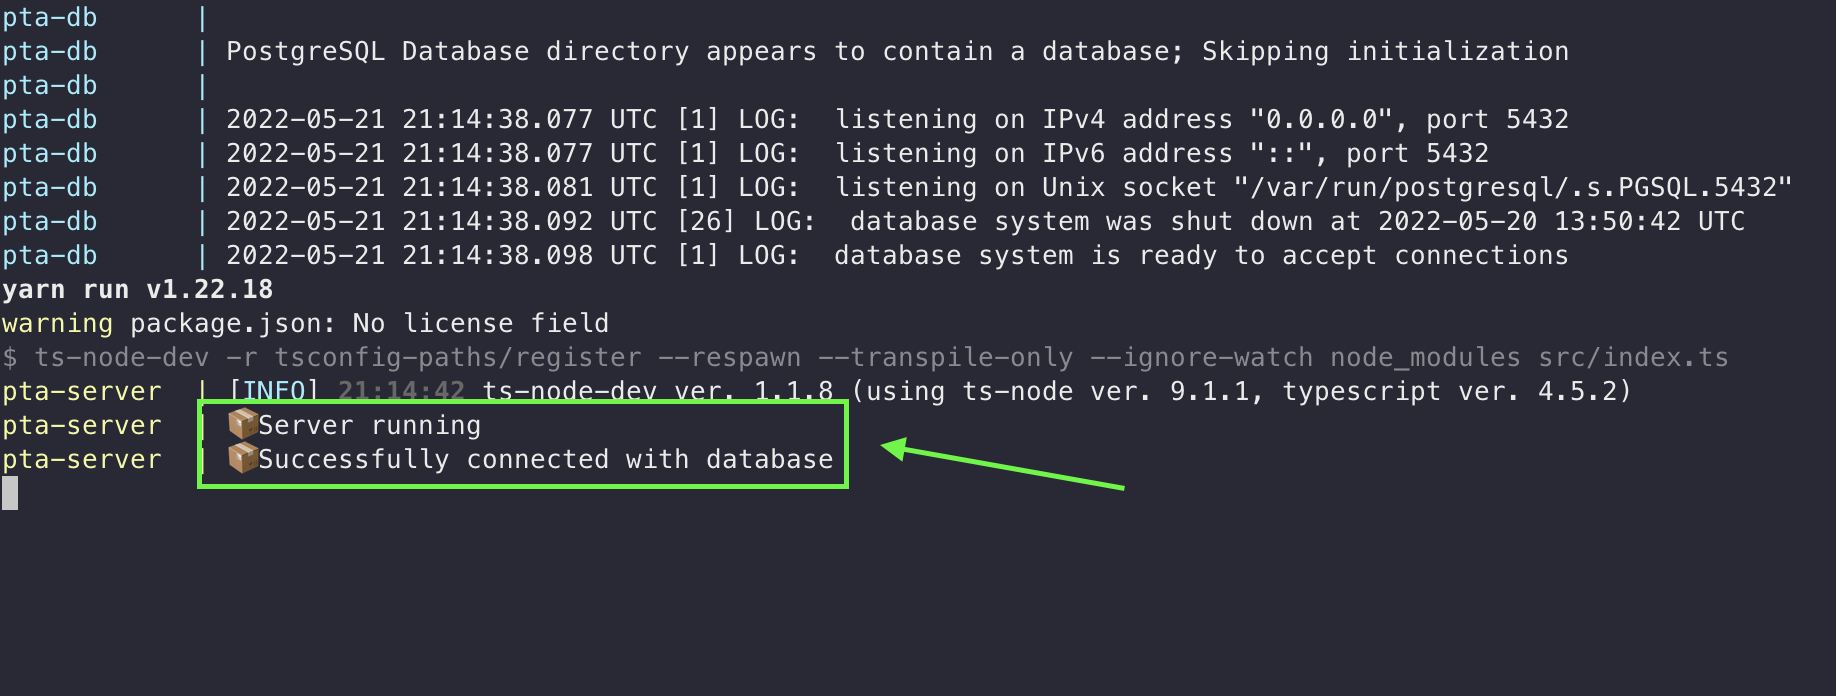 pta-db |
pta-db | PostgreSQL Database directory appears to contain a database; Skipping initialization
pta-db |
pta-db | 2022-05-21 21:14:38.077 UTC [1] LOG:  listening on IPv4 address "0.0.0.0", port 5432
pta-db | 2022-05-21 21:14:38.077 UTC [1] LOG:  listening on IPv6 address "::", port 5432
pta-db | 2022-05-21 21:14:38.081 UTC [1] LOG:  listening on Unix socket "/var/run/postgresql/.s.PGSQL.5432"
pta-db | 2022-05-21 21:14:38.092 UTC [26] LOG:  database system was shut down at 2022-05-20 13:50:42 UTC
pta-db | 2022-05-21 21:14:38.098 UTC [1] LOG:  database system is ready to accept connections
yarn run v1.22.18
warning package.json: No license field
$ ts-node-dev -r tsconfig-paths/register --respawn --transpile-only --ignore-watch node_modules src/index.ts
pta-server | [INFO] 21:14:42 ts-node-dev ver. 1.1.8 (using ts-node ver. 9.1.1, typescript ver. 4.5.2)
pta-server | 📦Server running
pta-server | 📦Successfully connected with database